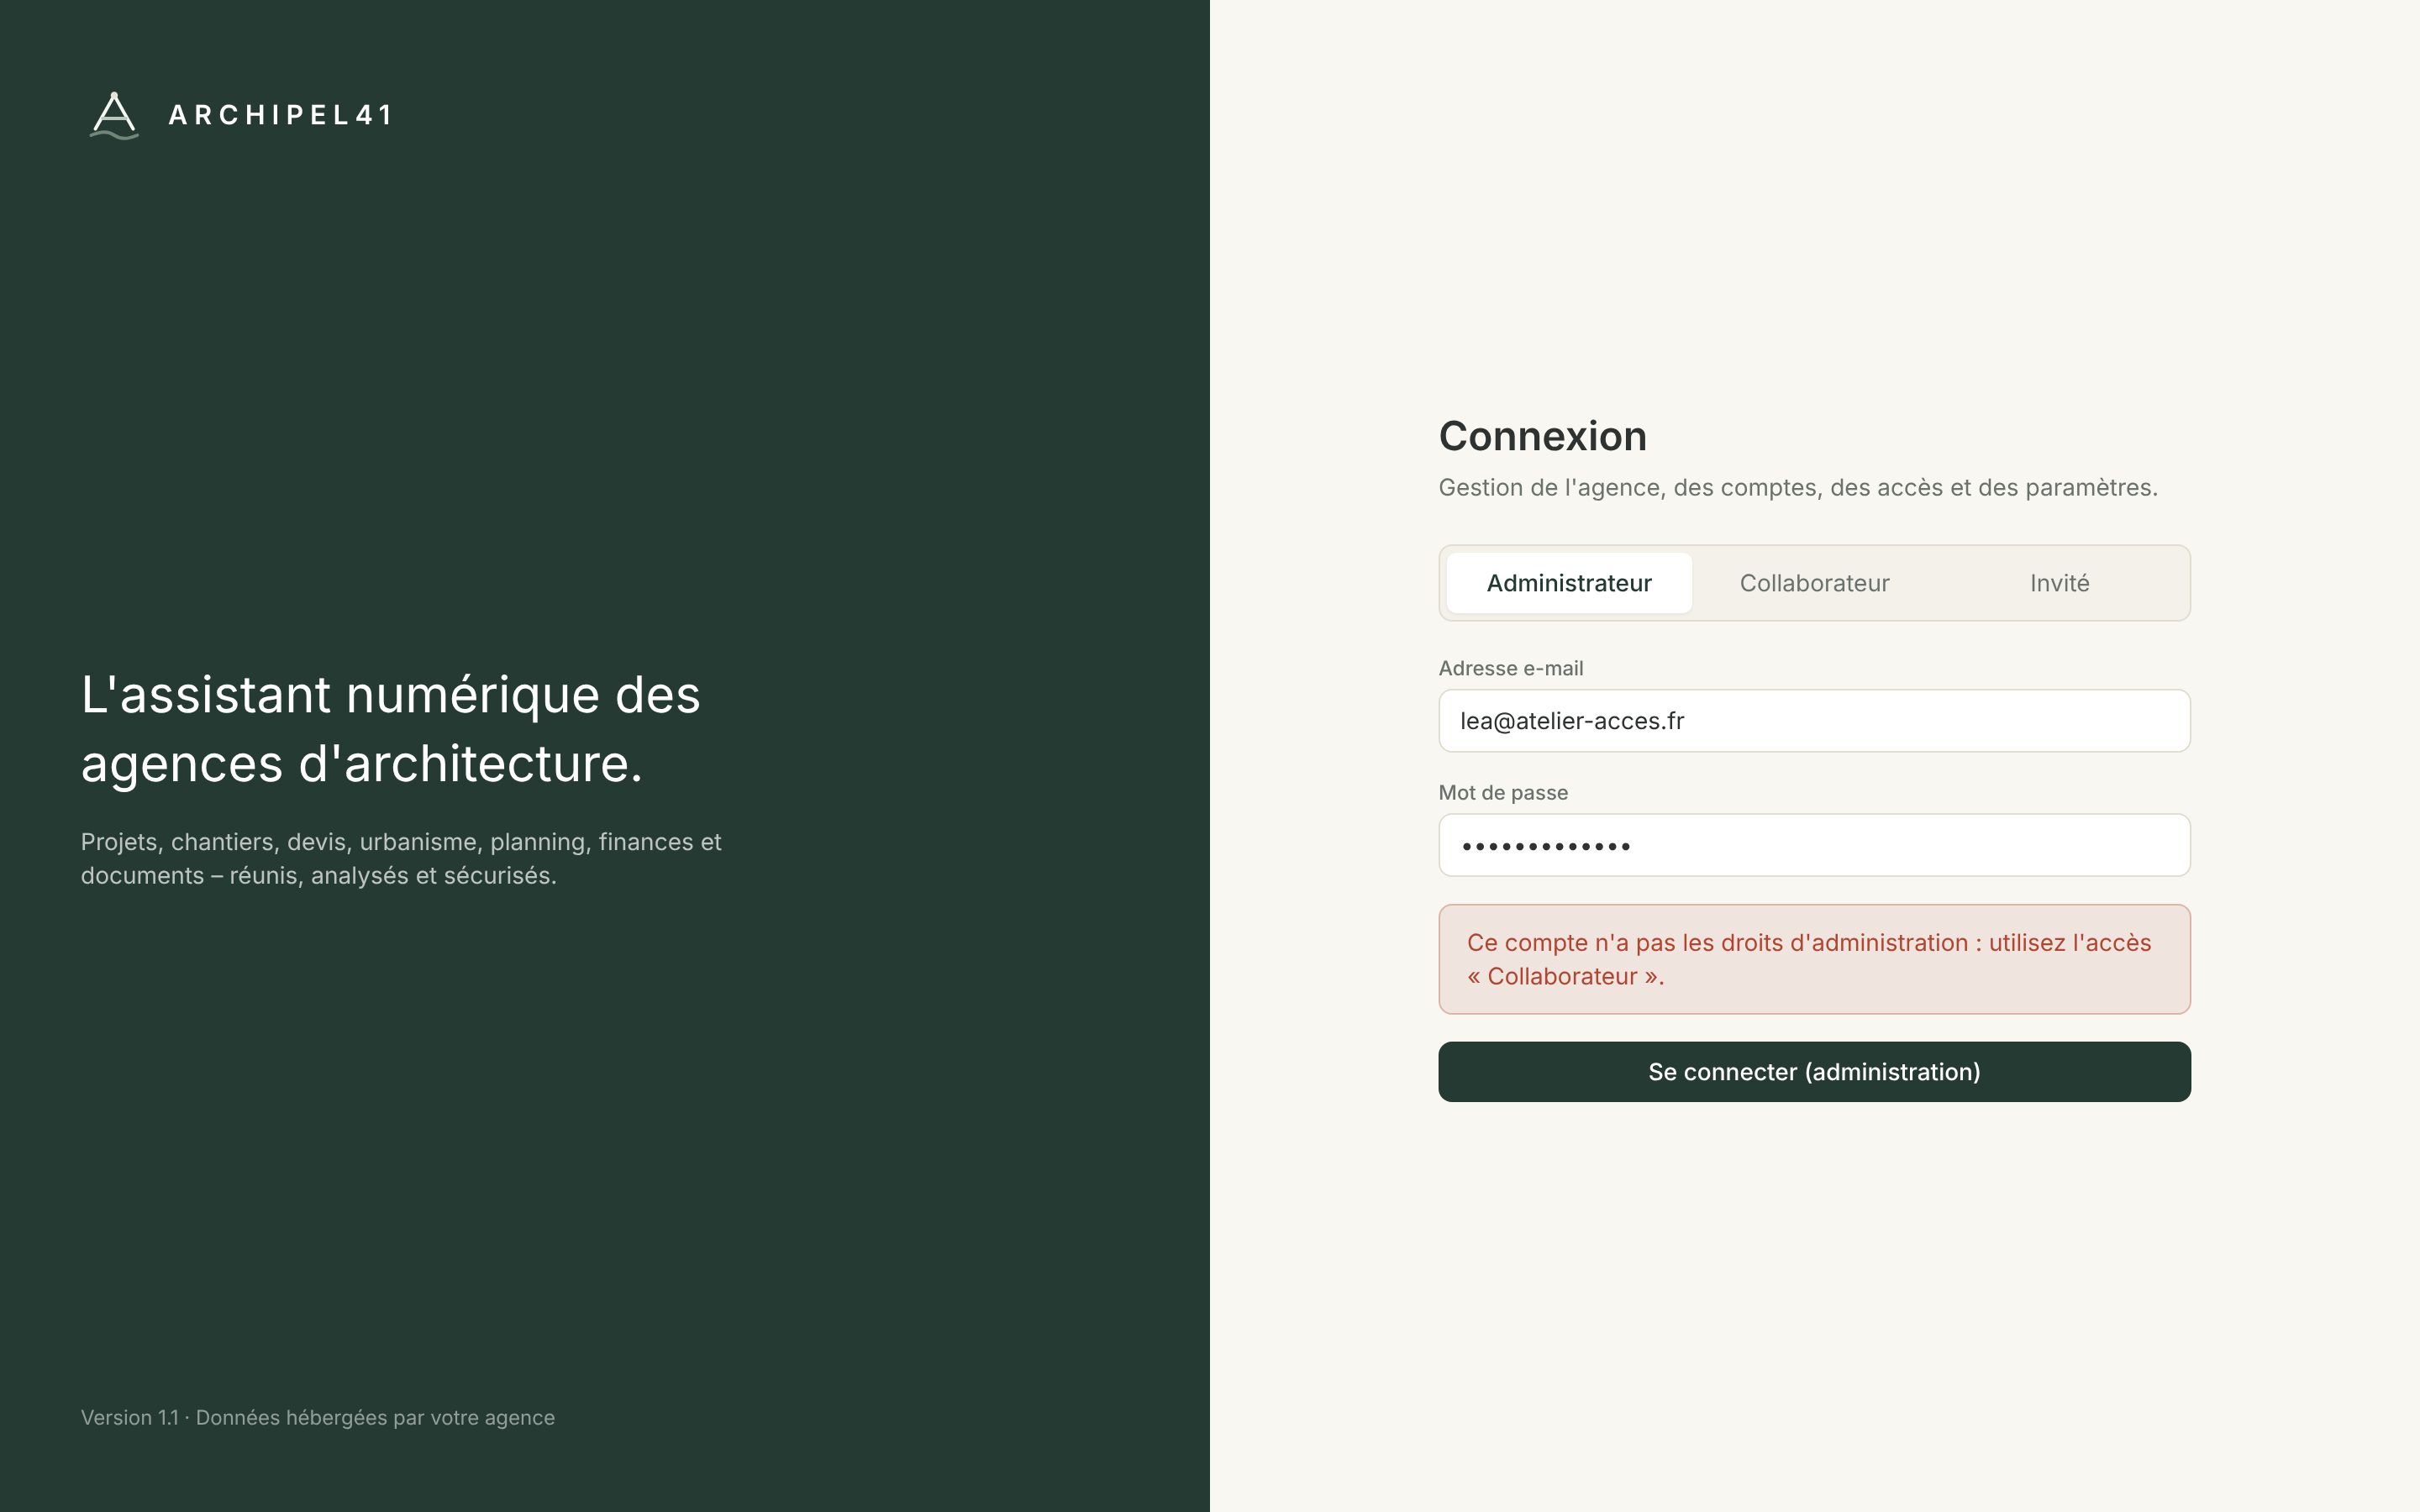 ARCHIPEL41
L'assistant numérique des
agences d'architecture.
Projets, chantiers, devis, urbanisme, planning, finances et
documents – réunis, analysés et sécurisés.
Version 1.1 · Données hébergées par votre agence
Connexion
Gestion de l'agence, des comptes, des accès et des paramètres.
Administrateur Collaborateur Invité
Adresse e-mail
lea@atelier-acces.fr
Mot de passe
•••••••••••••
Ce compte n'a pas les droits d'administration : utilisez l'accès
« Collaborateur ».
Se connecter (administration)